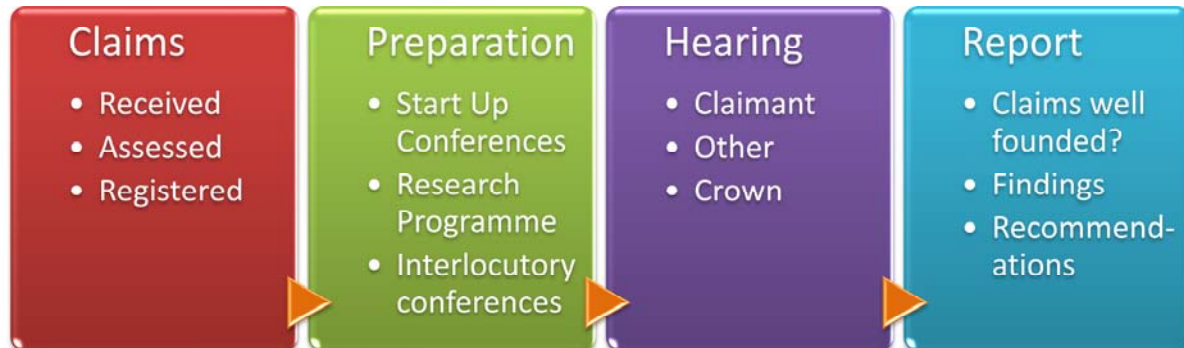 Claims
• Received
• Assessed
• Registered
Preparation
• Start Up
Conferences
• Research
Programme
• Interlocutory
conferences
Hearing
• Claimant
• Other
• Crown
Report
• Claims well
founded?
• Findings
• Recommend-
ations